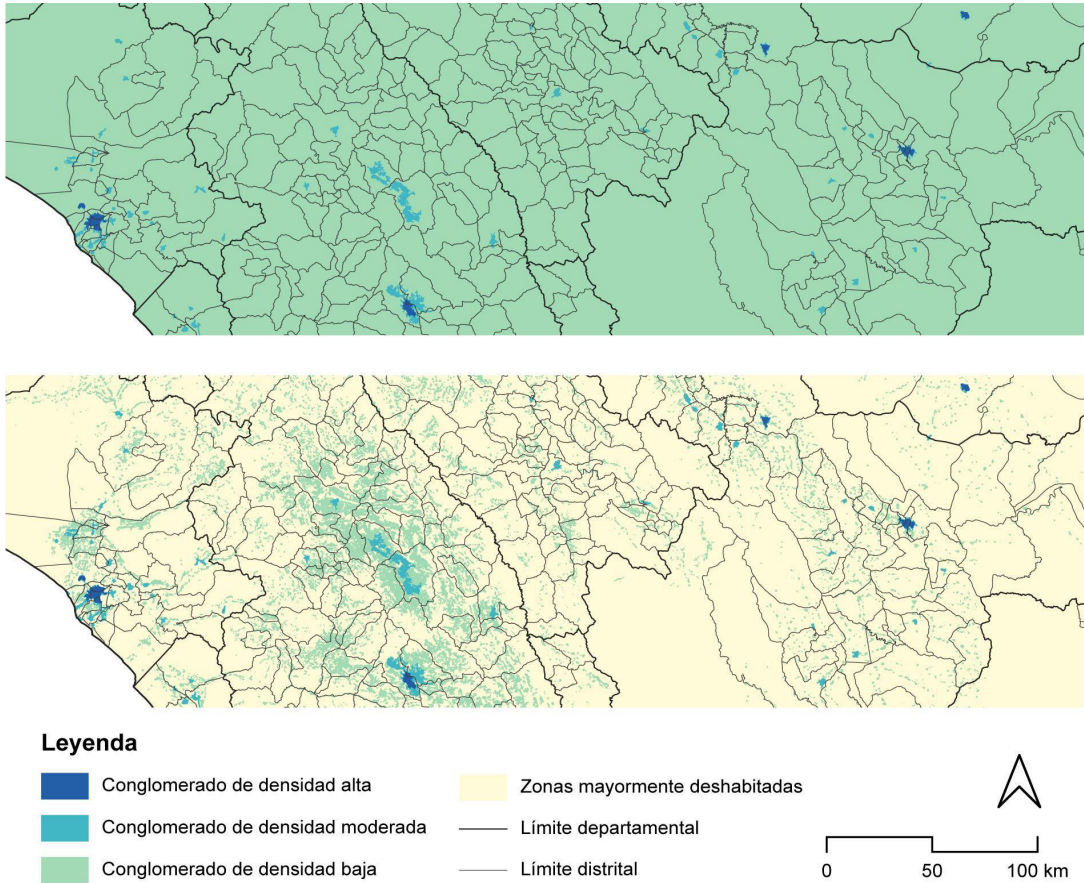 Leyenda
Conglomerado de densidad alta
Conglomerado de densidad moderada
Conglomerado de densidad baja
Zonas mayormente deshabitadas
Límite departamental
Límite distrital
0 50 100 km